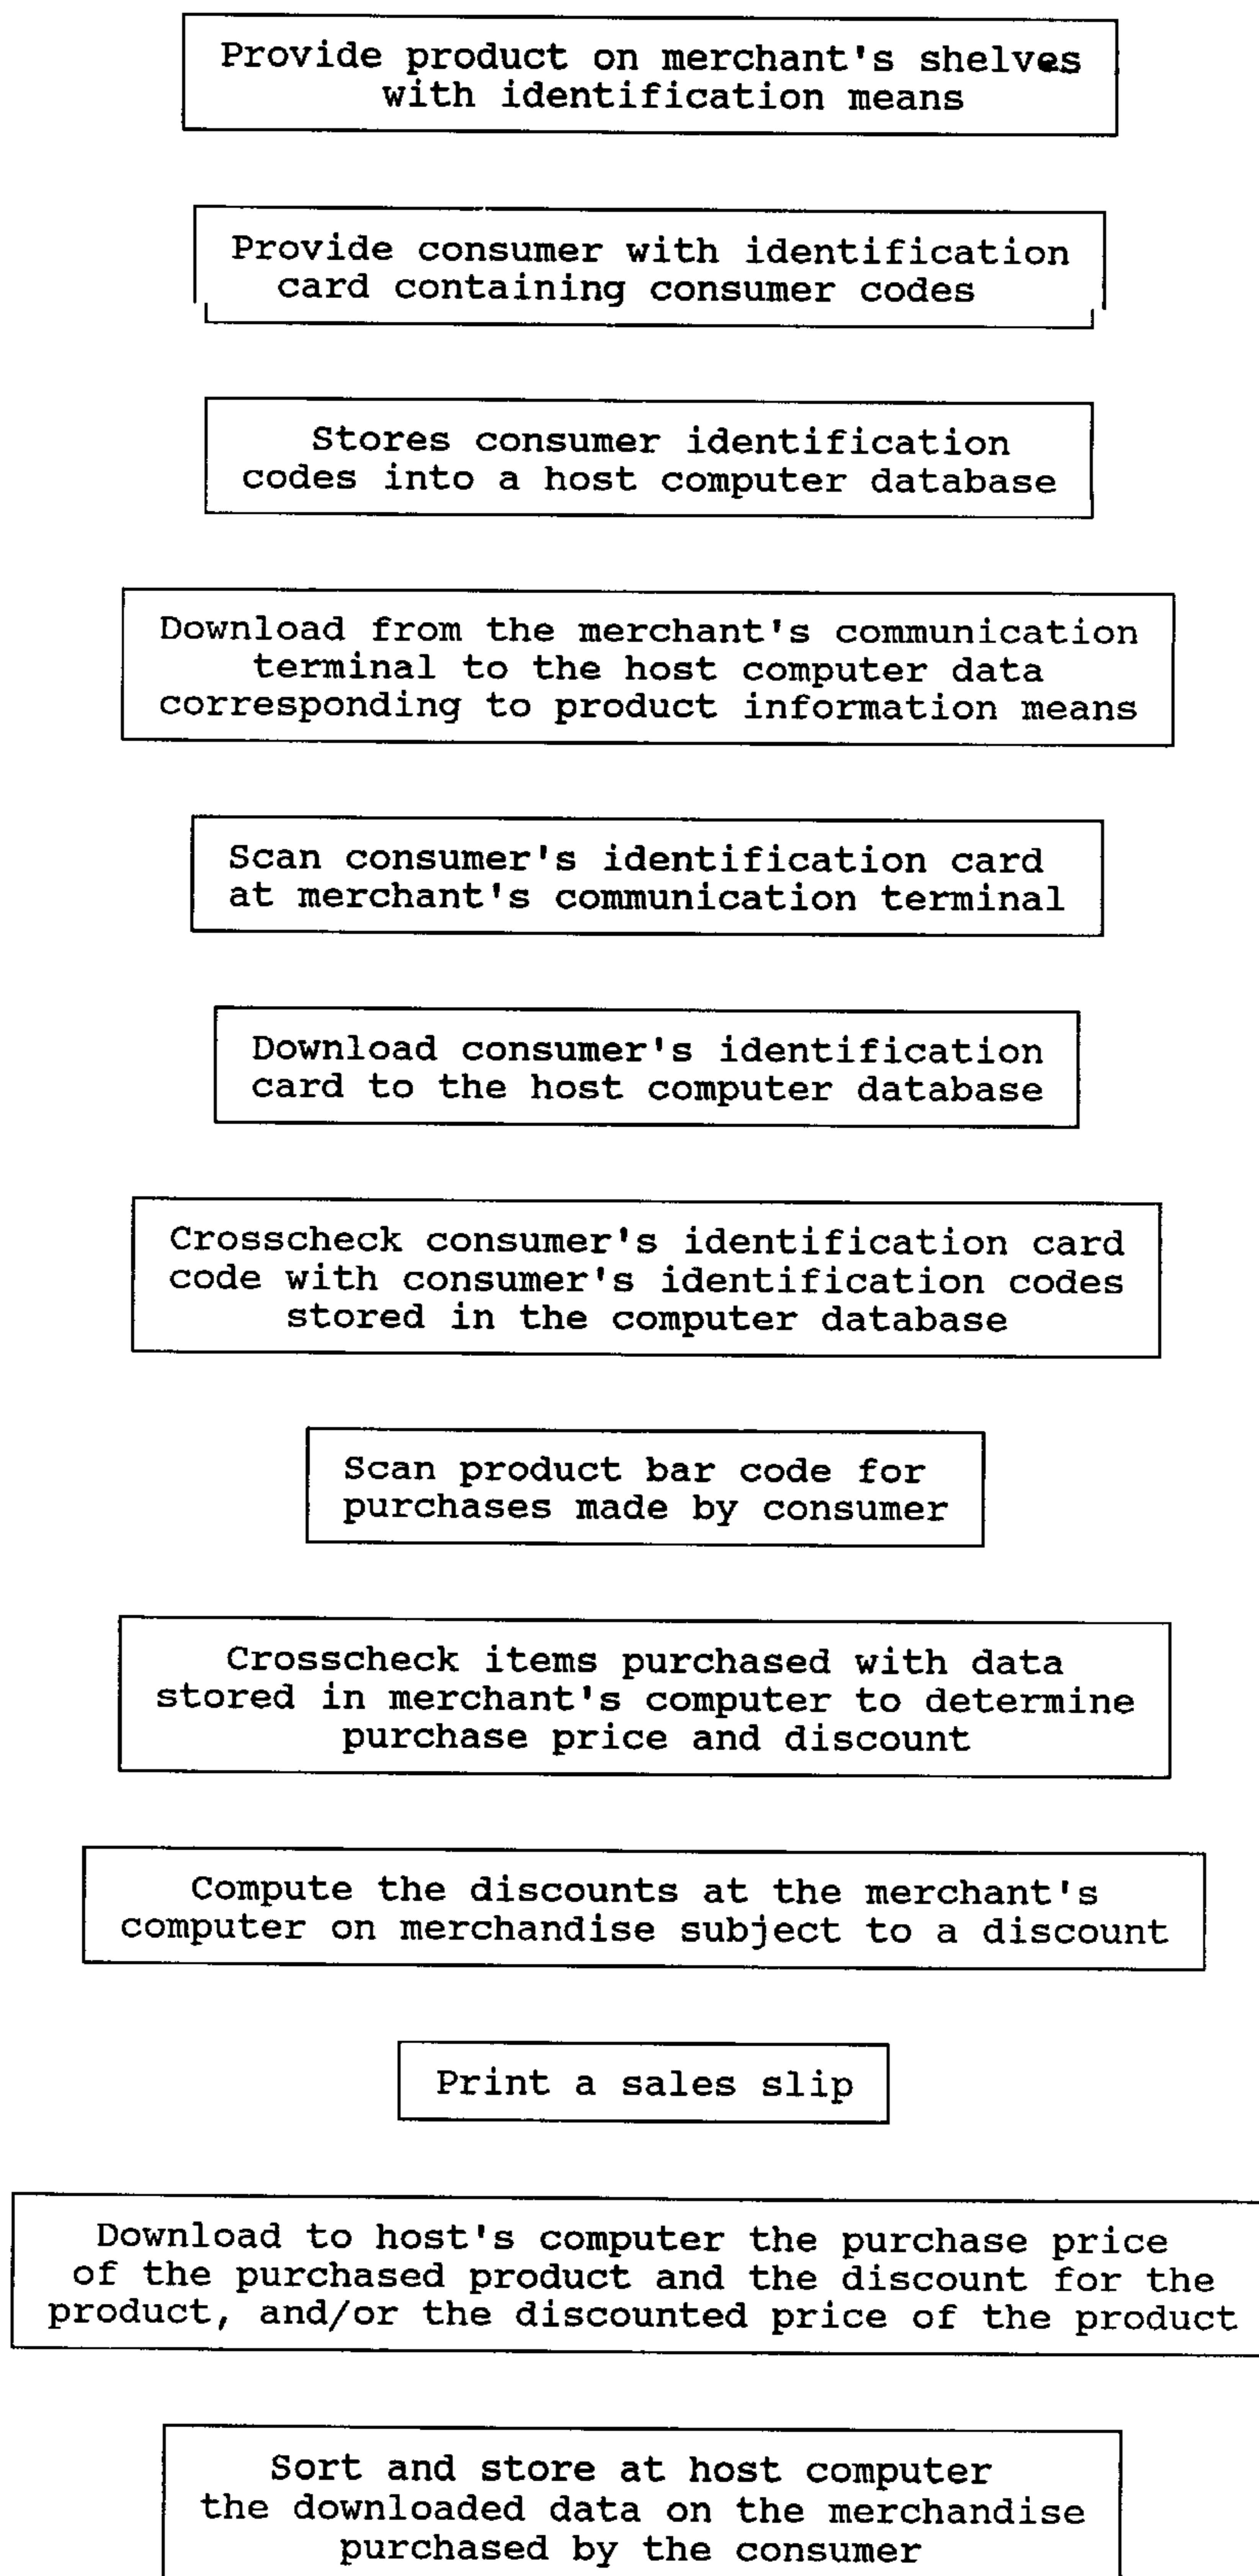 Provide product on merchant's shelves
with identification means
Provide consumer with identification
card containing consumer codes
Stores consumer identification
codes into a host computer database
Download from the merchant's communication
terminal to the host computer data
corresponding to product information means
Scan consumer's identification card
at merchant's communication terminal
Download consumer's identification
card to the host computer database
Crosscheck consumer's identification card
code with consumer's identification codes
stored in the computer database
Scan product bar code for
purchases made by consumer
Crosscheck items purchased with data
stored in merchant's computer to determine
purchase price and discount
Compute the discounts at the merchant's
computer on merchandise subject to a discount
Print a sales slip
Download to host's computer the purchase price
of the purchased product and the discount for the
product, and/or the discounted price of the product
Sort and store at host computer
the downloaded data on the merchandise
purchased by the consumer